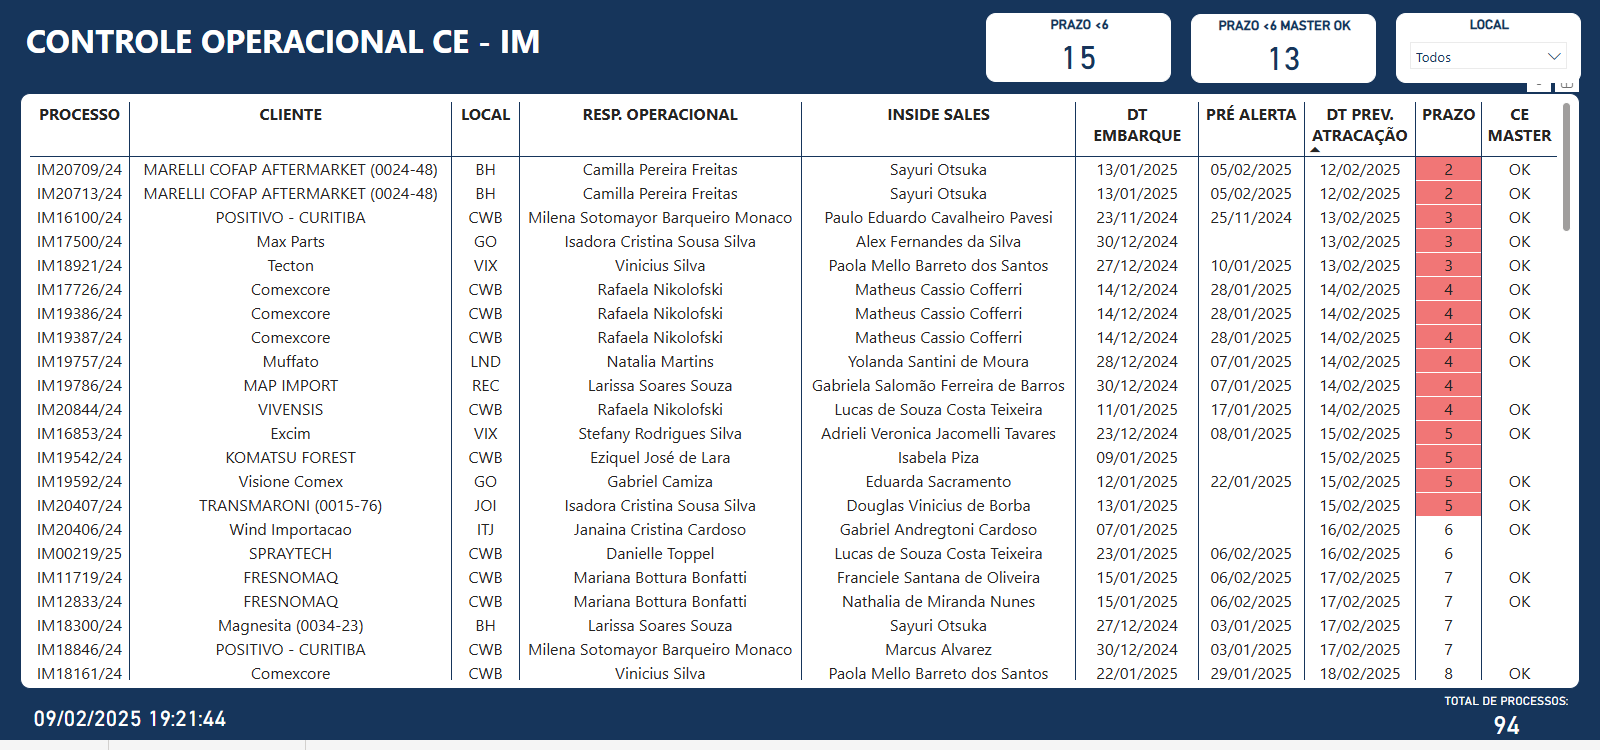 CONTROLE OPERACIONAL CE - IM
PRAZO <6
15
PRAZO <6 MASTER OK
13
LOCAL
Todos
PROCESSO CLIENTE LOCAL RESP. OPERACIONAL INSIDE SALES DT EMBARQUE PRÉ ALERTA DT PREV. ATRACAÇÃO PRAZO CE MASTER
IM20709/24 MARELLI COFAP AFTERMARKET (0024-48) BH Camilla Pereira Freitas Sayuri Otsuka 13/01/2025 05/02/2025 12/02/2025 2 OK
IM20713/24 MARELLI COFAP AFTERMARKET (0024-48) BH Camilla Pereira Freitas Sayuri Otsuka 13/01/2025 05/02/2025 12/02/2025 2 OK
IM16100/24 POSITIVO - CURITIBA CWB Milena Sotomayor Barqueiro Monaco Paulo Eduardo Cavalheiro Pavesi 23/11/2024 25/11/2024 13/02/2025 3 OK
IM17500/24 Max Parts GO Isadora Cristina Sousa Silva Alex Fernandes da Silva 30/12/2024 13/02/2025 3 OK
IM18921/24 Tecton VIX Vinicius Silva Paola Mello Barreto dos Santos 27/12/2024 10/01/2025 13/02/2025 3 OK
IM17726/24 Comexcore CWB Rafaela Nikolofski Matheus Cassio Cofferri 14/12/2024 28/01/2025 14/02/2025 4 OK
IM19386/24 Comexcore CWB Rafaela Nikolofski Matheus Cassio Cofferri 14/12/2024 28/01/2025 14/02/2025 4 OK
IM19387/24 Comexcore CWB Rafaela Nikolofski Matheus Cassio Cofferri 14/12/2024 28/01/2025 14/02/2025 4 OK
IM19757/24 Muffato LND Natalia Martins Yolanda Santini de Moura 28/12/2024 07/01/2025 14/02/2025 4 OK
IM19786/24 MAP IMPORT REC Larissa Soares Souza Gabriela Salomão Ferreira de Barros 30/12/2024 07/01/2025 14/02/2025 4
IM20844/24 VIVENSIS CWB Rafaela Nikolofski Lucas de Souza Costa Teixeira 11/01/2025 17/01/2025 14/02/2025 4 OK
IM16853/24 Excim VIX Stefany Rodrigues Silva Adrieli Veronica Jacomelli Tavares 23/12/2024 08/01/2025 15/02/2025 5 OK
IM19542/24 KOMATSU FOREST CWB Eziquel José de Lara Isabela Piza 09/01/2025 15/02/2025 5
IM19592/24 Visione Comex GO Gabriel Camiza Eduarda Sacramento 12/01/2025 22/01/2025 15/02/2025 5 OK
IM20407/24 TRANSMARONI (0015-76) JOI Isadora Cristina Sousa Silva Douglas Vinicius de Borba 13/01/2025 15/02/2025 5 OK
IM20406/24 Wind Importacao ITJ Janaina Cristina Cardoso Gabriel Andregtoni Cardoso 07/01/2025 16/02/2025 6 OK
IM00219/25 SPRAYTECH CWB Danielle Toppel Lucas de Souza Costa Teixeira 23/01/2025 06/02/2025 16/02/2025 6
IM11719/24 FRESNOMAQ CWB Mariana Bottura Bonfatti Franciele Santana de Oliveira 15/01/2025 06/02/2025 17/02/2025 7 OK
IM12833/24 FRESNOMAQ CWB Mariana Bottura Bonfatti Nathalia de Miranda Nunes 15/01/2025 06/02/2025 17/02/2025 7 OK
IM18300/24 Magnesita (0034-23) BH Larissa Soares Souza Sayuri Otsuka 27/12/2024 03/01/2025 17/02/2025 7
IM18846/24 POSITIVO - CURITIBA CWB Milena Sotomayor Barqueiro Monaco Marcus Alvarez 30/12/2024 03/01/2025 17/02/2025 7
IM18161/24 Comexcore CWB Vinicius Silva Paola Mello Barreto dos Santos 22/01/2025 29/01/2025 18/02/2025 8 OK
09/02/2025 19:21:44
TOTAL DE PROCESSOS:
94